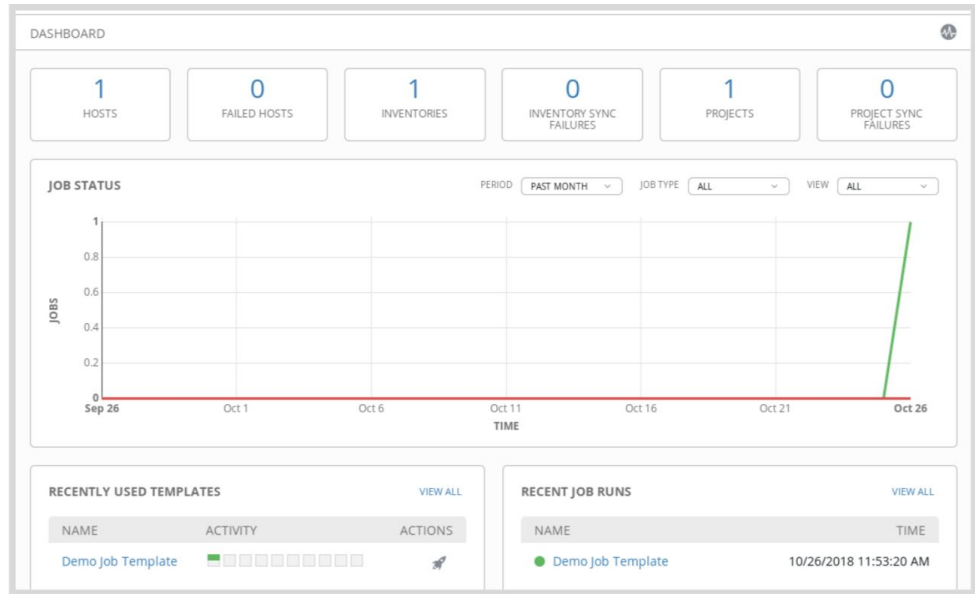 DASHBOARD
1
HOSTS
0
FAILED HOSTS
1
INVENTORIES
0
INVENTORY SYNC
FAILURES
1
PROJECTS
0
PROJECT SYNC
FAILURES
JOB STATUS
PERIOD PAST MONTH JOB TYPE ALL VIEW ALL
1
0.8
0.6
0.4
0.2
0
JOBS
Sep 26 Oct 1 Oct 6 Oct 11 Oct 16 Oct 21 Oct 26
TIME
RECENTLY USED TEMPLATES VIEW ALL
NAME ACTIVITY ACTIONS
Demo Job Template
RECENT JOB RUNS VIEW ALL
NAME TIME
Demo Job Template 10/26/2018 11:53:20 AM